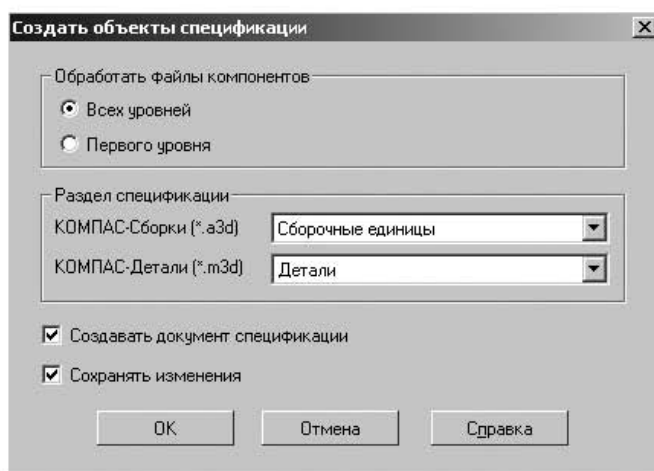 Создать объекты спецификации
Обработать файлы компонентов
Всех уровней
Первого уровня
Раздел спецификации
КОМПАС-Сборки (*.a3d) Сборочные единицы
КОМПАС-Детали (*.m3d) Детали
Создавать документ спецификации
Сохранять изменения
ОК Отмена Справка